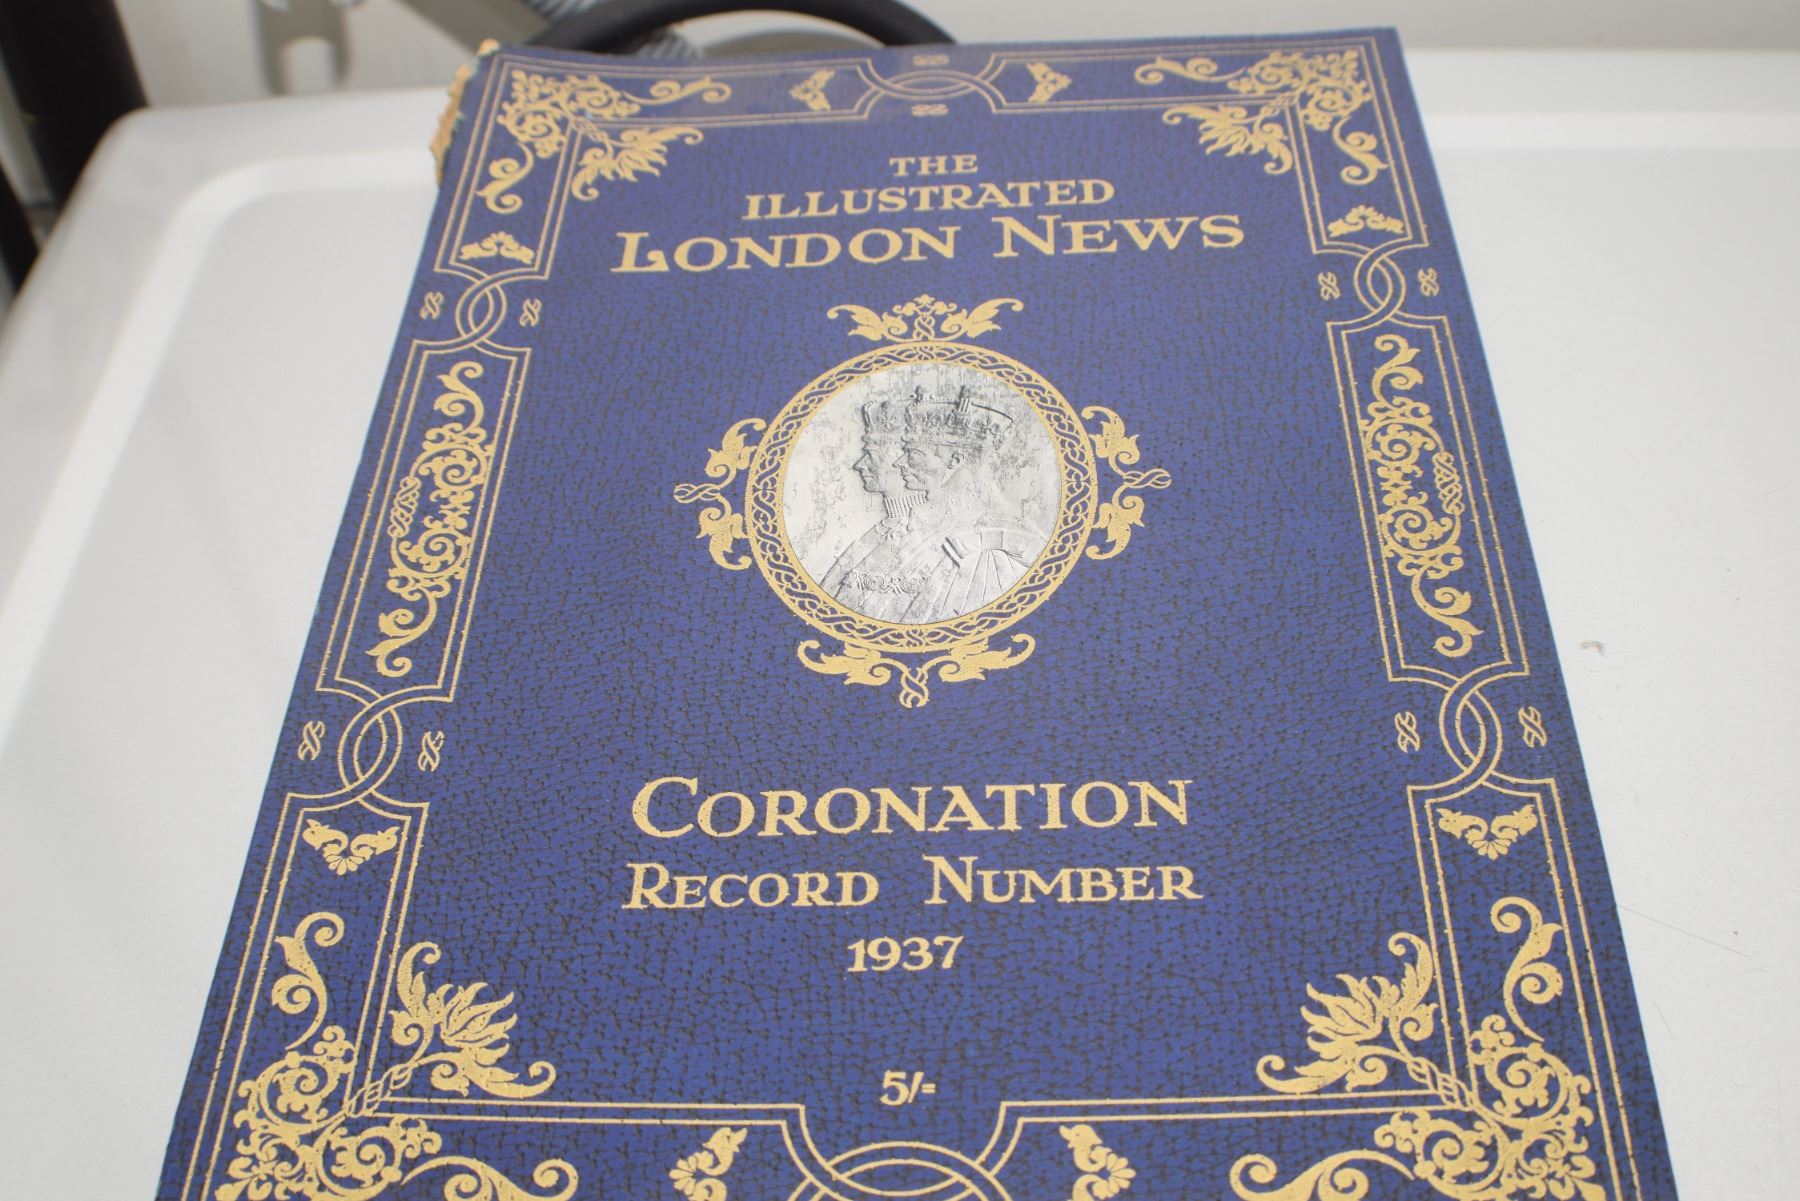 THE
ILLUSTRATED
LONDON NEWS
CORONATION
RECORD NUMBER
1937
5/=